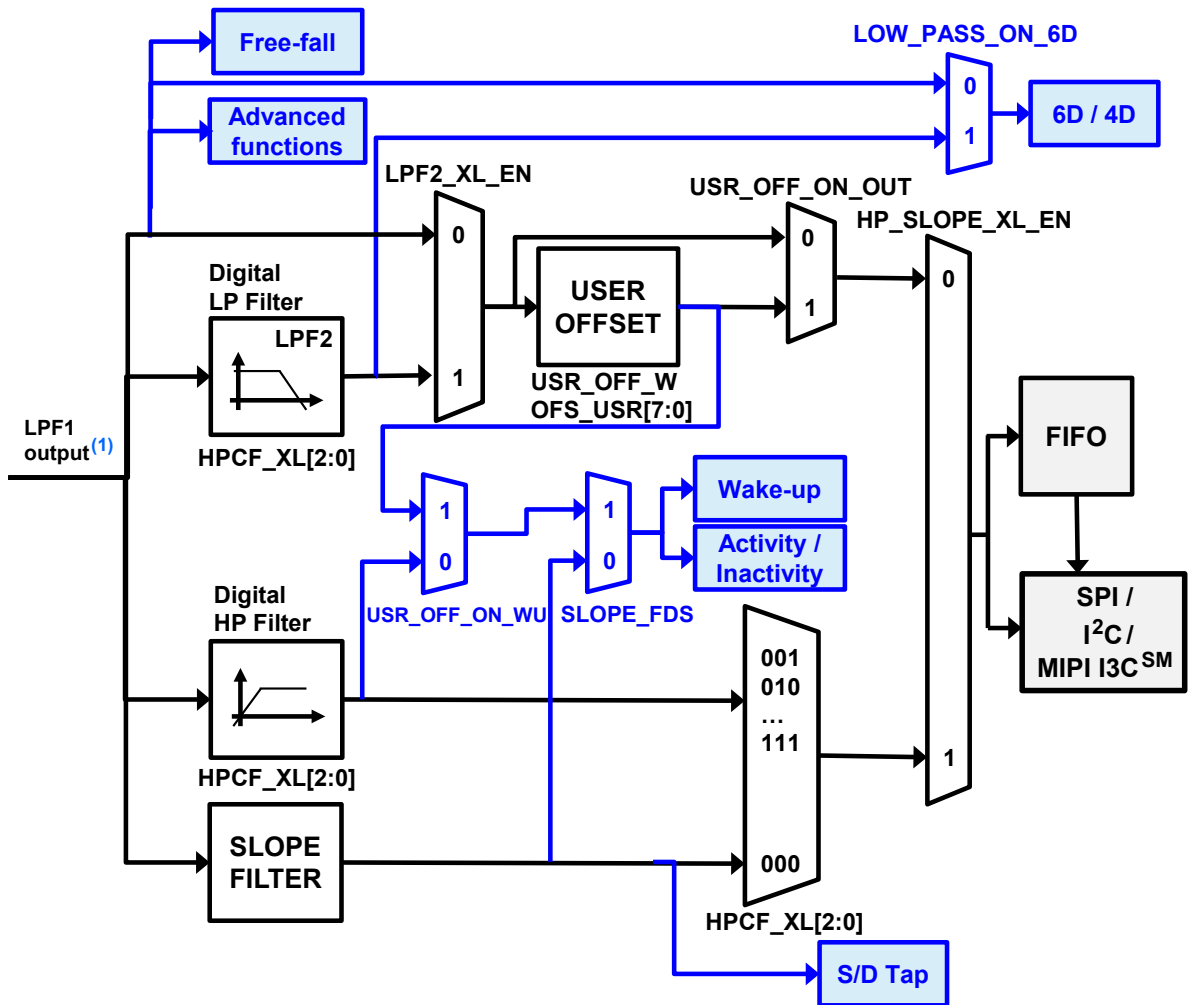 Free-fall
LOW_PASS_ON_6D
0
1
6D / 4D
Advanced
functions
LPF2_XL_EN
0
1
USR_OFF_ON_OUT
0
1
HP_SLOPE_XL_EN
0
1
Digital
LP Filter
LPF2
HPCF_XL[2:0]
USER
OFFSET
USR_OFF_W
OFS_USR[7:0]
LPF1
output(1)
FIFO
SPI /
I2C /
MIPI I3CSM
1
0
USR_OFF_ON_WU
1
0
SLOPE_FDS
Wake-up
Activity /
Inactivity
Digital
HP Filter
HPCF_XL[2:0]
001
010
...
111
000
HPCF_XL[2:0]
SLOPE
FILTER
S/D Tap